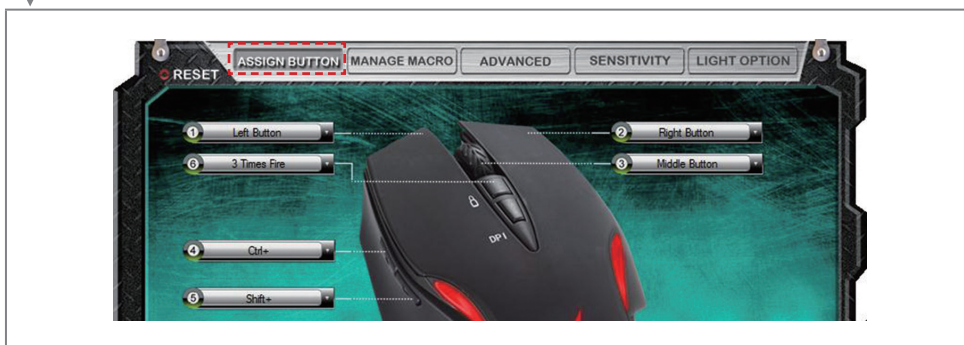 RESET
ASSIGN BUTTON
MANAGE MACRO
ADVANCED
SENSITIVITY
LIGHT OPTION
1 Left Button
2 Right Button
6 3 Times Fire
3 Middle Button
DPI
4 Ctrl+
5 Shift+